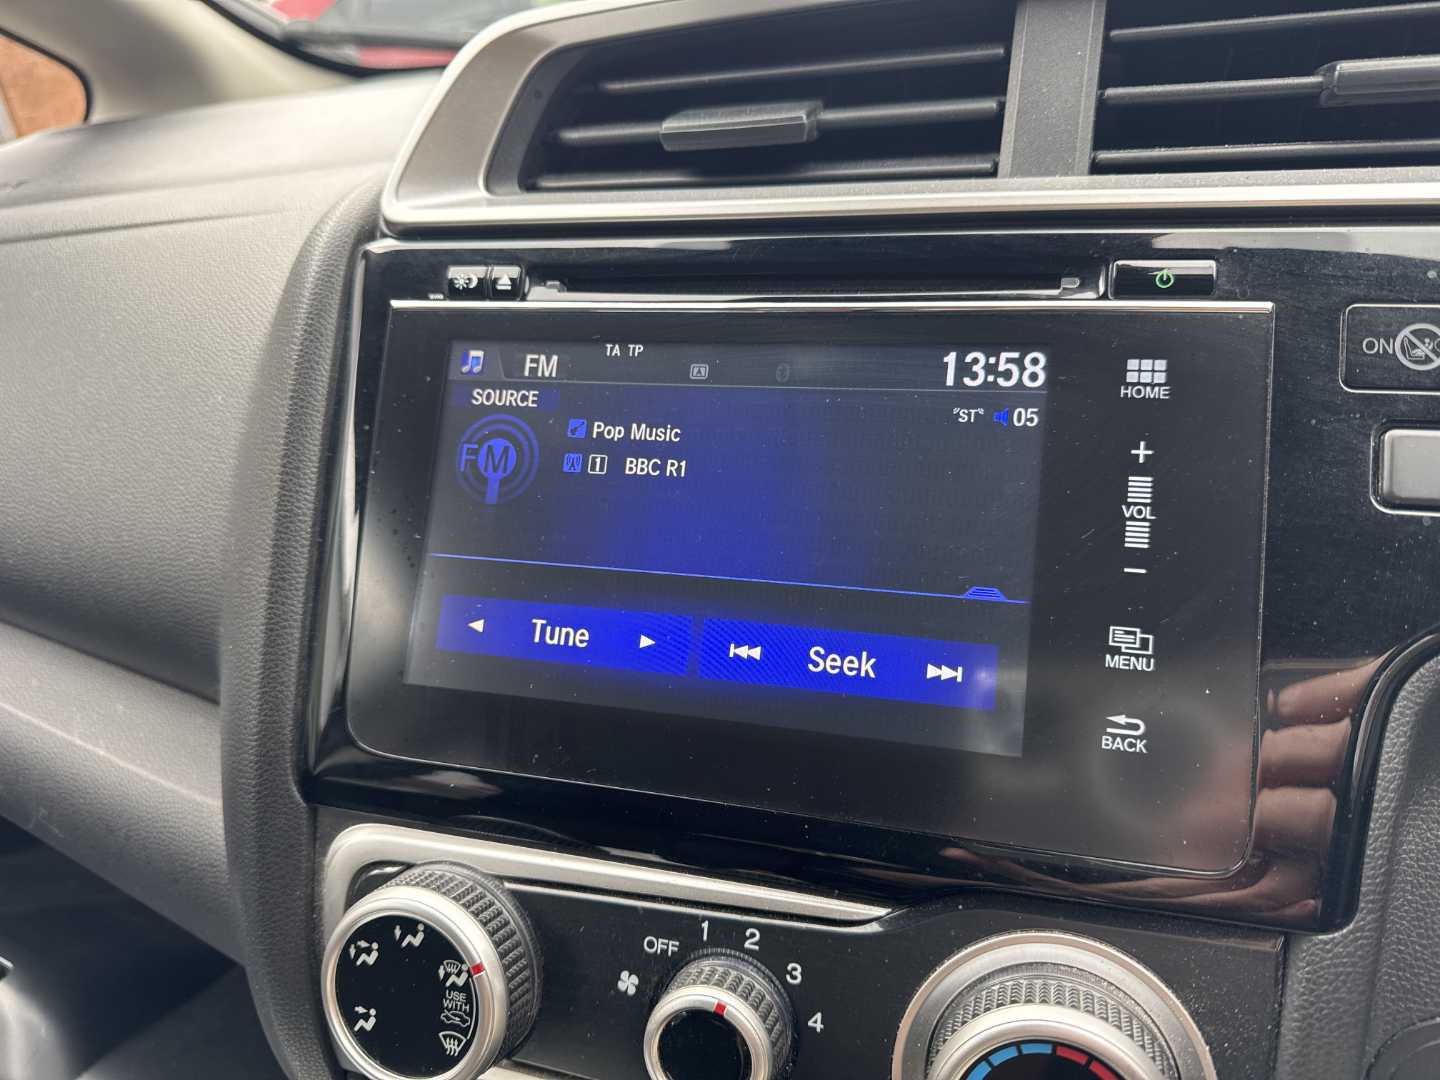 FM TA TP 13:58
SOURCE
"ST" 05
FM
Pop Music
1 BBC R1
Tune
Seek
HOME
+
VOL
−
MENU
BACK
ON
OFF 1 2 3 4
USE
WITH